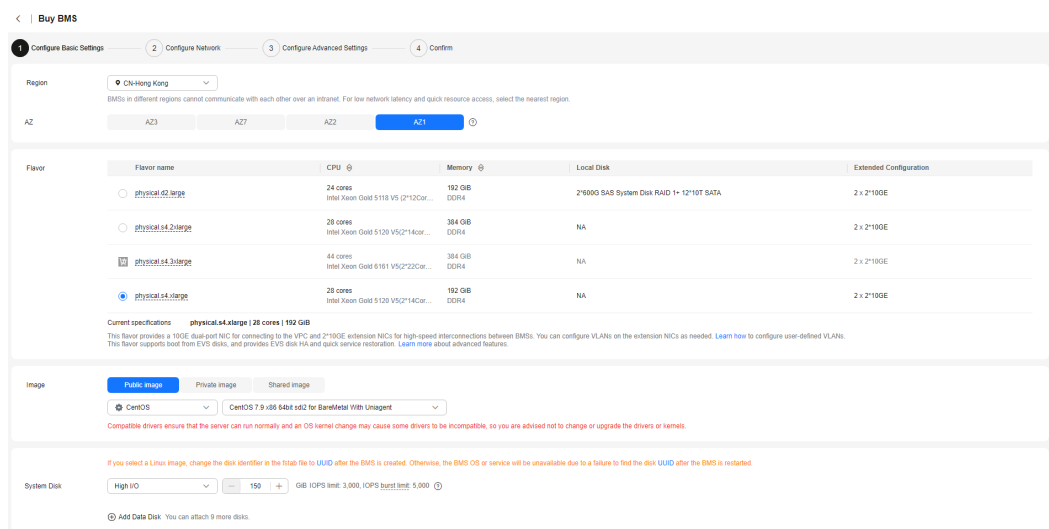 Buy BMS
1 Configure Basic Settings 2 Configure Network 3 Configure Advanced Settings 4 Confirm
Region CN-Hong Kong
BMSs in different regions cannot communicate with each other over an intranet. For low network latency and quick resource access, select the nearest region.
AZ AZ3 AZ7 AZ2 AZ1
Flavor Flavor name CPU Memory Local Disk Extended Configuration
physical.d2.large 24 cores 192 GiB 2*600G SAS System Disk RAID 1+ 12*10T SATA 2 x 2*10GE
Intel Xeon Gold 5118 V5 (2*12Cor... DDR4
physical.s4.2xlarge 28 cores 384 GiB NA 2 x 2*10GE
Intel Xeon Gold 5120 V5(2*14cor... DDR4
physical.s4.3xlarge 44 cores 384 GiB NA 2 x 2*10GE
Intel Xeon Gold 6161 V5(2*22Cor... DDR4
physical.s4.xlarge 28 cores 192 GiB NA 2 x 2*10GE
Intel Xeon Gold 5120 V5(2*14Cor... DDR4
Current specifications physical.s4.xlarge | 28 cores | 192 GiB
This flavor provides a 10GE dual-port NIC for connecting to the VPC and 2*10GE extension NICs for high-speed interconnections between BMSs. You can configure VLANs on the extension NICs as needed. Learn how to configure user-defined VLANs.
This flavor supports boot from EVS disks, and provides EVS disk HA and quick service restoration. Learn more about advanced features.
Image Public image Private image Shared image
CentOS CentOS 7.9 x86 64bit sdi2 for BareMetal With Uniagent
Compatible drivers ensure that the server can run normally and an OS kernel change may cause some drivers to be incompatible, so you are advised not to change or upgrade the drivers or kernels.
If you select a Linux image, change the disk identifier in the fstab file to UUID after the BMS is created. Otherwise, the BMS OS or service will be unavailable due to a failure to find the disk UUID after the BMS is restarted.
System Disk High I/O 150 GiB IOPS limit: 3,000, IOPS burst limit: 5,000
Add Data Disk You can attach 9 more disks.